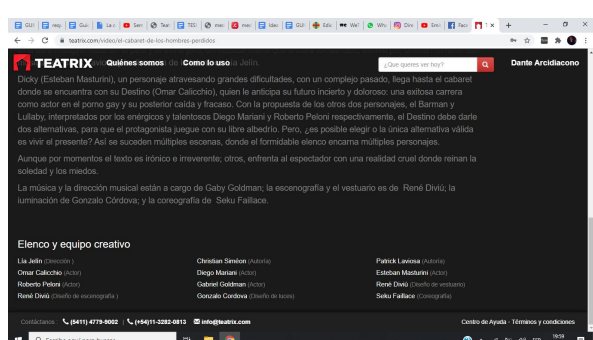 teatrix.com/video/el-cabaret-de-los-hombres-perdidos
TEATRIX Quiénes somos Como lo uso ¿Que quieres ver hoy? Dante Arcidiacono
Dicky (Esteban Masturini), un personaje atravesando grandes dificultades, con un complejo pasado, llega hasta el cabaret
donde se encuentra con su Destino (Omar Calicchio), quien le anticipa su futuro incierto y doloroso: una exitosa carrera
como actor en el porno gay y su posterior caída y fracaso. Con la propuesta de los otros dos personajes, el Barman y
Lullaby, interpretados por los enérgicos y talentosos Diego Mariani y Roberto Peloni respectivamente, el Destino debe darle
dos alternativas, para que el protagonista juegue con su libre albedrío. Pero, ¿es posible elegir o la única alternativa válida
es vivir el presente? Así se suceden múltiples escenas, donde el formidable elenco encarna múltiples personajes.
Aunque por momentos el texto es irónico e irreverente; otros, enfrenta al espectador con una realidad cruel donde reinan la
soledad y los miedos.
La música y la dirección musical están a cargo de Gaby Goldman; la escenografía y el vestuario es de René Diviú; la
iluminación de Gonzalo Córdova; y la coreografía de Seku Faillace.
Elenco y equipo creativo
Lía Jelín (Dirección ) Christian Siméon (Autoría) Patrick Laviosa (Autoría)
Omar Calicchio (Actor) Diego Mariani (Actor) Esteban Masturini (Actor)
Roberto Peloni (Actor) Gabriel Goldman (Actor) René Diviú (Diseño de vestuario)
René Diviú (Diseño de escenografía ) Gonzalo Cordova (Diseño de luces) Seku Faillace (Coreografía)
Contáctanos (5411) 4779-9002 | (+54)11-3282-0813 info@teatrix.com Centro de Ayuda - Términos y condiciones
19:59